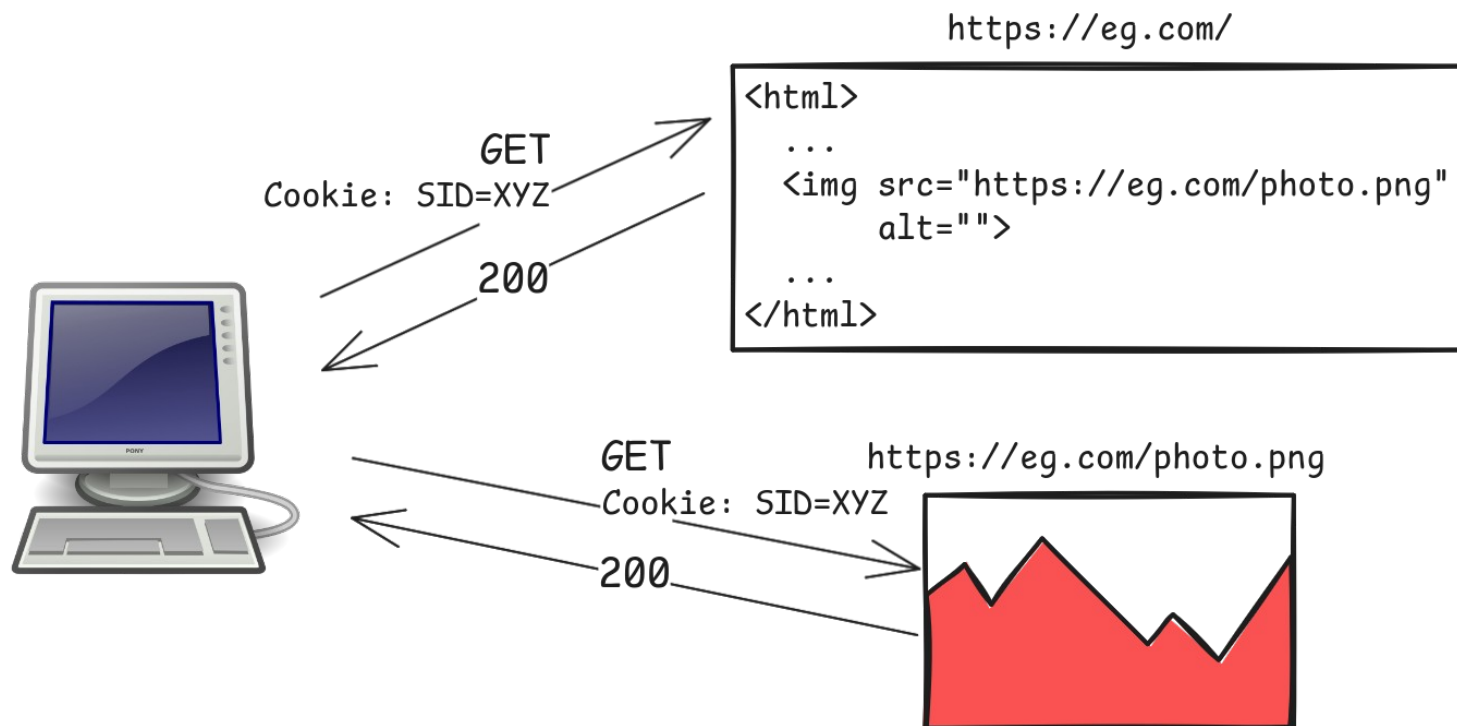 https://eg.com/
<html>
...
<img src="https://eg.com/photo.png"
alt="">
...
</html>
GET
Cookie: SID=XYZ
200
PONY
GET
Cookie: SID=XYZ
200
https://eg.com/photo.png